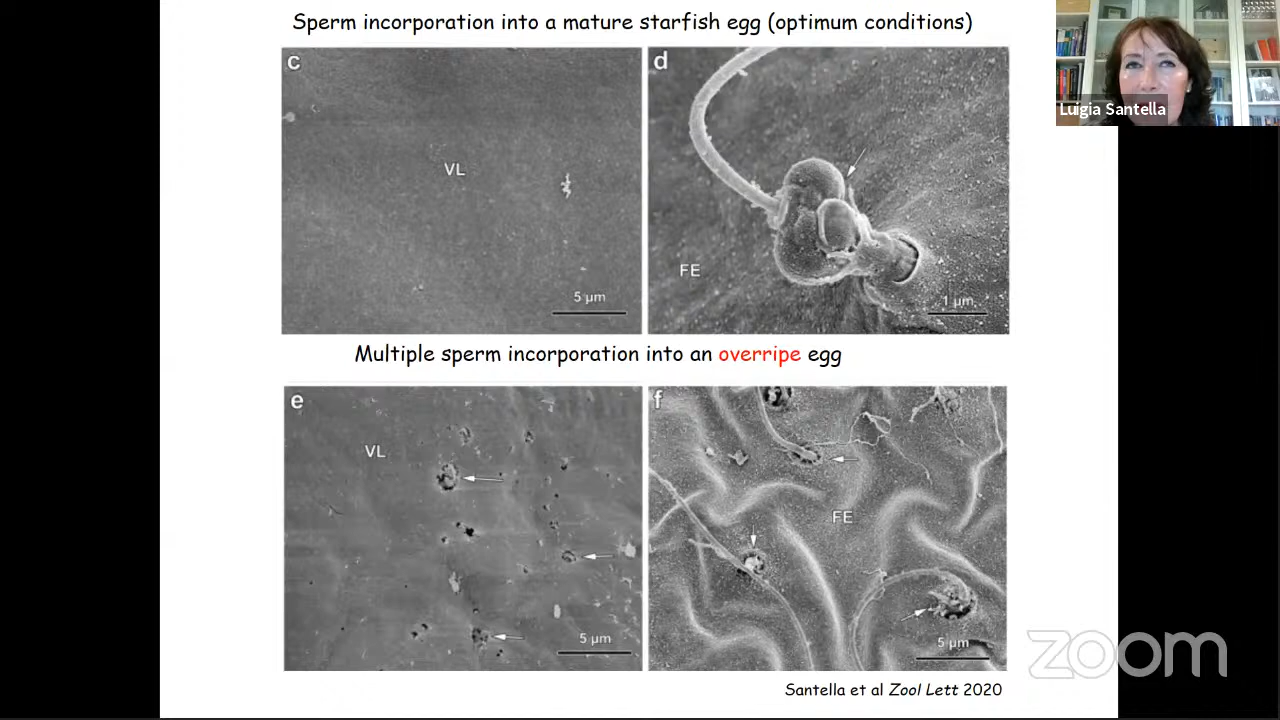 Sperm incorporation into a mature starfish egg (optimum conditions)
Luigia Santella
c
VL
5 µm
d
FE
1 µm
Multiple sperm incorporation into an overripe egg
e
VL
5 µm
f
FE
5 µm
Santella et al Zool Lett 2020
zoom